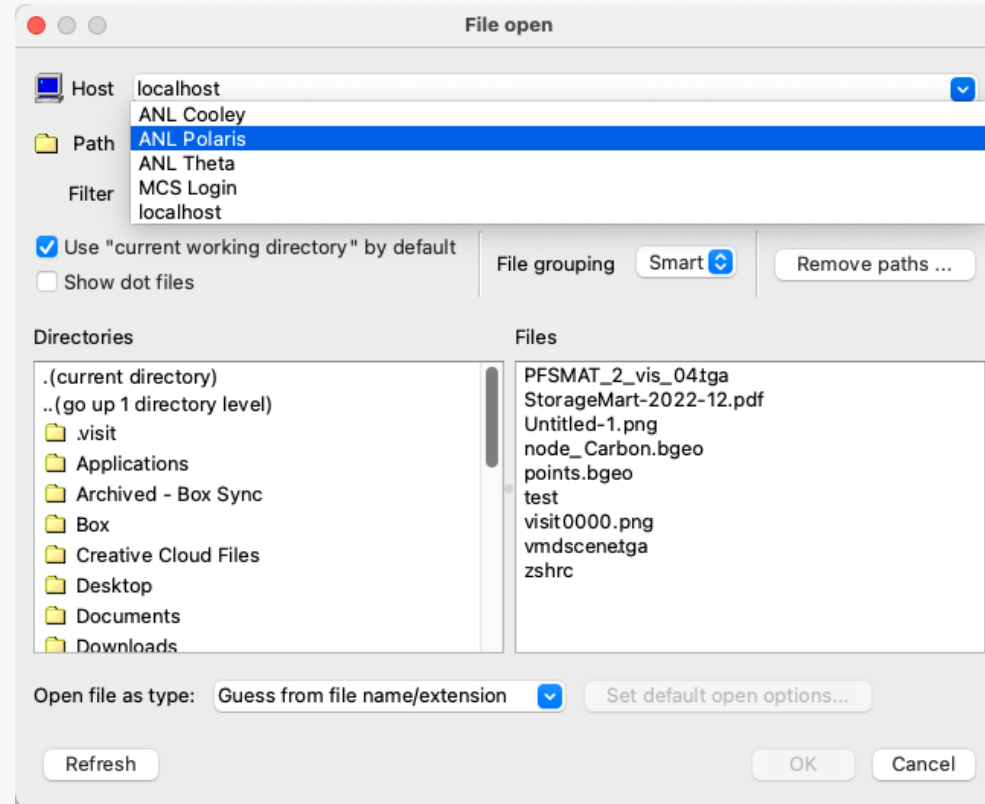 File open
Host localhost
ANL Cooley
Path ANL Polaris
ANL Theta
Filter MCS Login
localhost
Use "current working directory" by default
Show dot files
File grouping Smart
Remove paths ...
Directories
.(current directory)
..(go up 1 directory level)
.visit
Applications
Archived - Box Sync
Box
Creative Cloud Files
Desktop
Documents
Downloads
Files
PFSMAT_2_vis_04.tga
StorageMart-2022-12.pdf
Untitled-1.png
node_Carbon.bgeo
points.bgeo
test
visit0000.png
vmdscene.tga
zshrc
Open file as type: Guess from file name/extension Set default open options...
Refresh OK Cancel